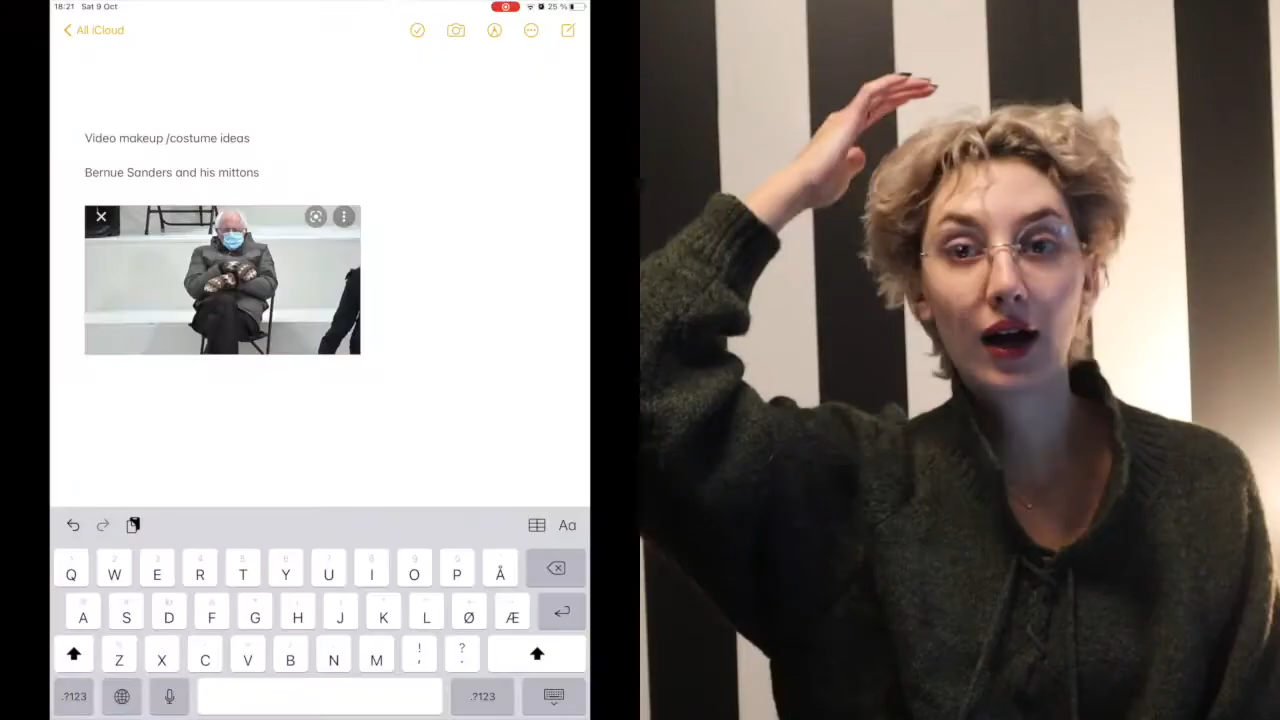 18:21 Sat 9 Oct 25 %
All iCloud
Video makeup /costume ideas
Bernue Sanders and his mittons
Aa
Q W E R T Y U I O P Å
A S D F G H J K L Ø Æ
Z X C V B N M ! , ? .
.?123 .?123